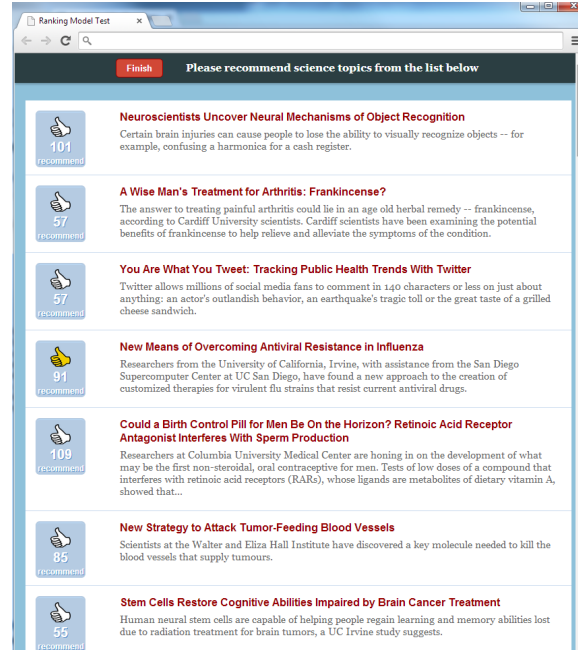 Ranking Model Test
Finish
Please recommend science topics from the list below
101
recommend
Neuroscientists Uncover Neural Mechanisms of Object Recognition
Certain brain injuries can cause people to lose the ability to visually recognize objects -- for
example, confusing a harmonica for a cash register.
57
recommend
A Wise Man's Treatment for Arthritis: Frankincense?
The answer to treating painful arthritis could lie in an age old herbal remedy -- frankincense,
according to Cardiff University scientists. Cardiff scientists have been examining the potential
benefits of frankincense to help relieve and alleviate the symptoms of the condition.
57
recommend
You Are What You Tweet: Tracking Public Health Trends With Twitter
Twitter allows millions of social media fans to comment in 140 characters or less on just about
anything: an actor's outlandish behavior, an earthquake's tragic toll or the great taste of a grilled
cheese sandwich.
91
recommend
New Means of Overcoming Antiviral Resistance in Influenza
Researchers from the University of California, Irvine, with assistance from the San Diego
Supercomputer Center at UC San Diego, have found a new approach to the creation of
customized therapies for virulent flu strains that resist current antiviral drugs.
109
recommend
Could a Birth Control Pill for Men Be On the Horizon? Retinoic Acid Receptor
Antagonist Interferes With Sperm Production
Researchers at Columbia University Medical Center are honing in on the development of what
may be the first non-steroidal, oral contraceptive for men. Tests of low doses of a compound that
interferes with retinoic acid receptors (RARs), whose ligands are metabolites of dietary vitamin A,
showed that...
85
recommend
New Strategy to Attack Tumor-Feeding Blood Vessels
Scientists at the Walter and Eliza Hall Institute have discovered a key molecule needed to kill the
blood vessels that supply tumours.
55
recommend
Stem Cells Restore Cognitive Abilities Impaired by Brain Cancer Treatment
Human neural stem cells are capable of helping people regain learning and memory abilities lost
due to radiation treatment for brain tumors, a UC Irvine study suggests.